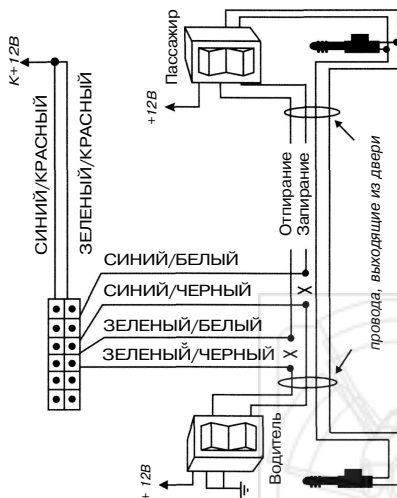 К+12В
СИНИЙ/КРАСНЫЙ
ЗЕЛЕНЫЙ/КРАСНЫЙ
Пассажир
+12В
Отпирание
Запирание
провода, выходящие из двери
СИНИЙ/БЕЛЫЙ
СИНИЙ/ЧЕРНЫЙ
ЗЕЛЕНЫЙ/БЕЛЫЙ
ЗЕЛЕНЫЙ/ЧЕРНЫЙ
X
X
Водитель
+ 12В